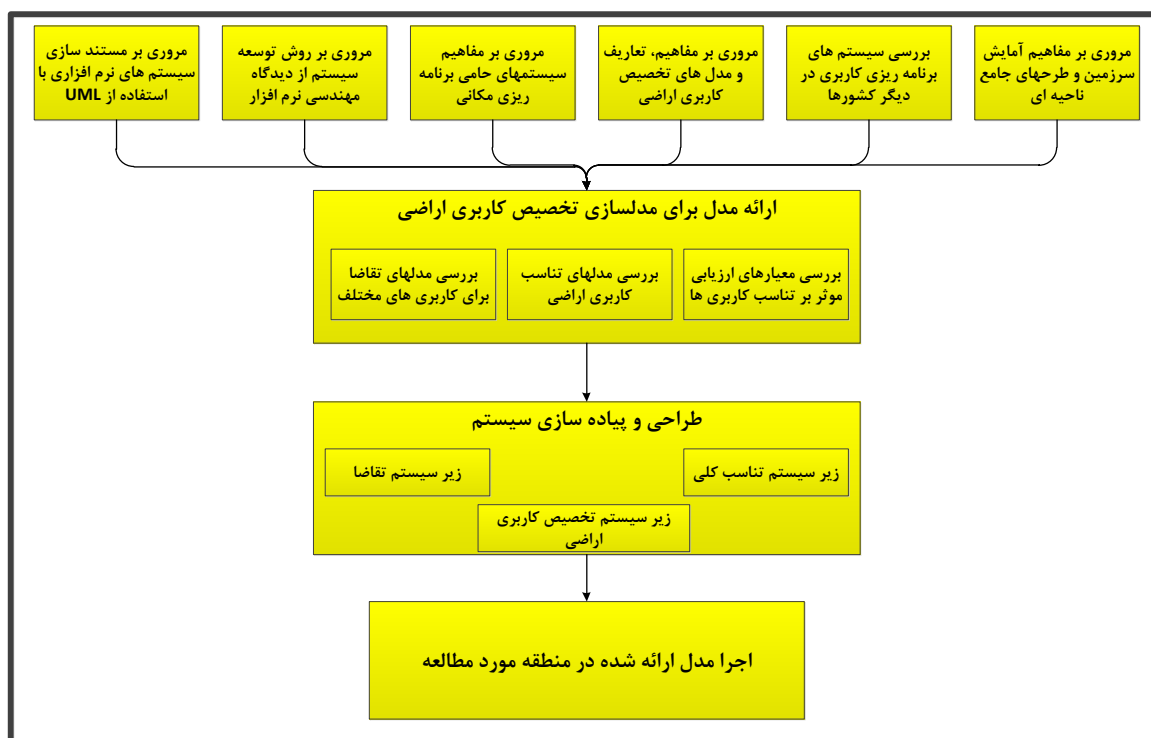 مروری بر مفاهیم آمایش
سرزمین و طرحهای جامع
ناحیه ای
بررسی سیستم های
برنامه ریزی کاربری در
دیگر کشورها
مروری بر مفاهیم، تعاریف
و مدل های تخصیص
کاربری اراضی
مروری بر مفاهیم
سیستمهای حامی برنامه
ریزی مکانی
مروری بر روش توسعه
سیستم از دیدگاه
مهندسی نرم افزار
مروری بر مستند سازی
سیستم های نرم افزاری با
استفاده از UML
ارائه مدل برای مدلسازی تخصیص کاربری اراضی
بررسی معیارهای ارزیابی
موثر بر تناسب کاربری ها
بررسی مدلهای تناسب
کاربری اراضی
بررسی مدلهای تقاضا
برای کاربری های مختلف
طراحی و پیاده سازی سیستم
زیر سیستم تناسب کلی
زیر سیستم تقاضا
زیر سیستم تخصیص کاربری
اراضی
اجرا مدل ارائه شده در منطقه مورد مطالعه